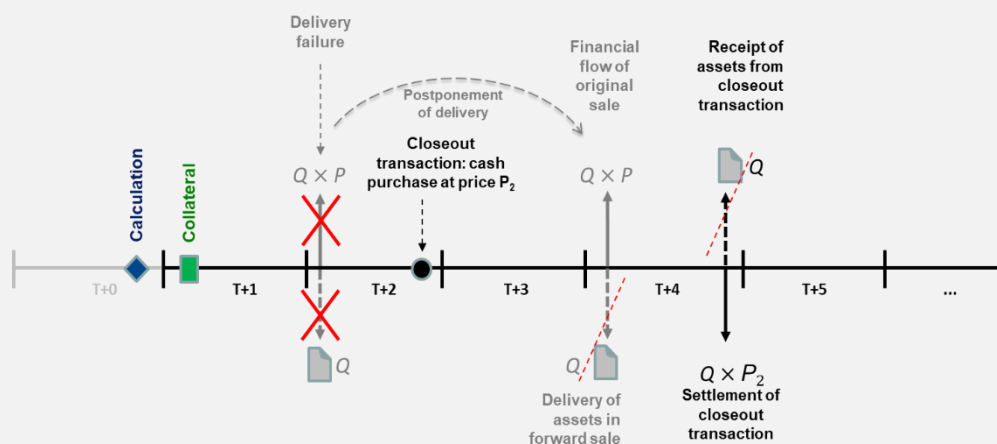 Delivery
failure
Financial
flow of
original
sale
Receipt of
assets from
closeout
transaction
Postponement
of delivery
Closeout
transaction: cash
purchase at price P2
Calculation
Collateral
Q × P
Q × P
Q
T+0
T+1
T+2
T+3
T+4
T+5
...
Q
Q
Q × P2
Delivery of
assets in
forward sale
Settlement of
closeout
transaction